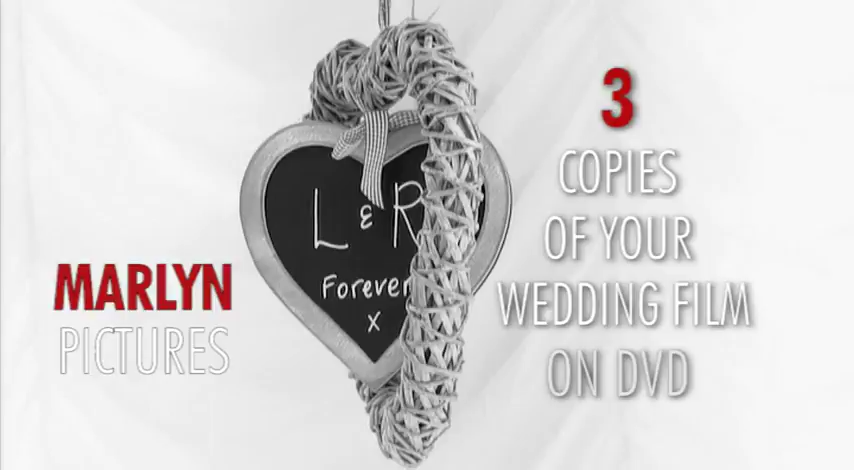 MARLYN
PICTURES
L & R
Forever
x
3
COPIES
OF YOUR
WEDDING FILM
ON DVD